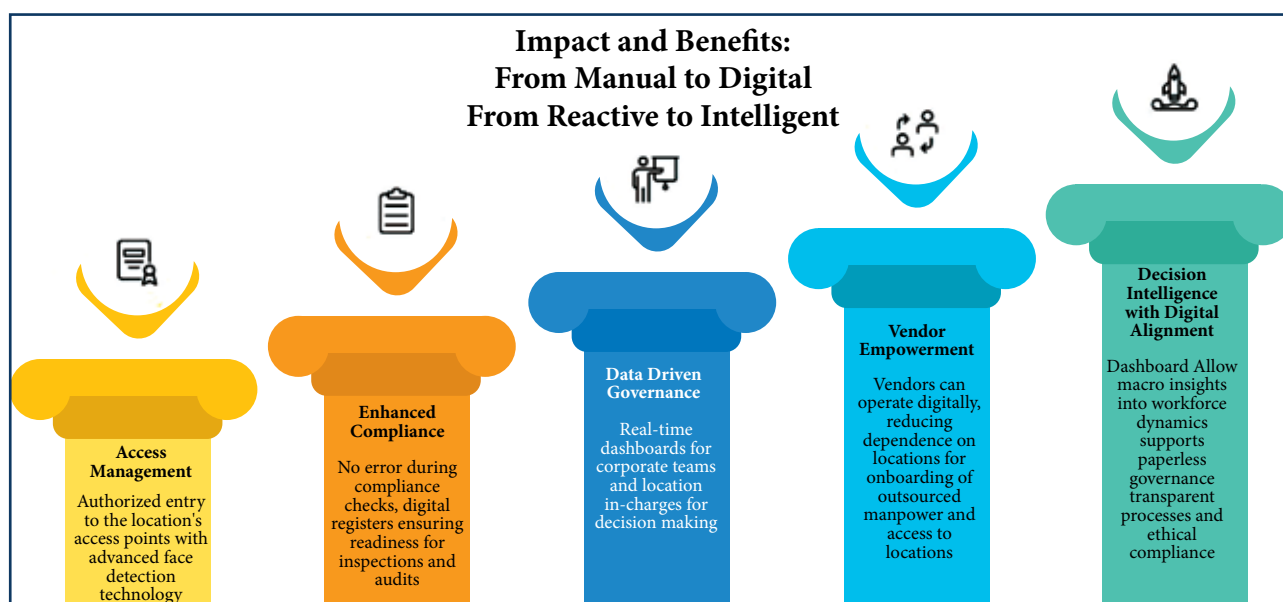 Impact and Benefits:
From Manual to Digital
From Reactive to Intelligent
Access
Management
Authorized entry
to the location's
access points with
advanced face
detection
technology
Enhanced
Compliance
No error during
compliance
checks, digital
registers ensuring
readiness for
inspections and
audits
Data Driven
Governance
Real-time
dashboards for
corporate teams
and location
in-charges for
decision making
Vendor
Empowerment
Vendors can
operate digitally,
reducing
dependence on
locations for
onboarding of
outsourced
manpower and
access to
locations
Decision
Intelligence
with Digital
Alignment
Dashboard Allow
macro insights
into workforce
dynamics
supports
paperless
governance
transparent
processes and
ethical
compliance